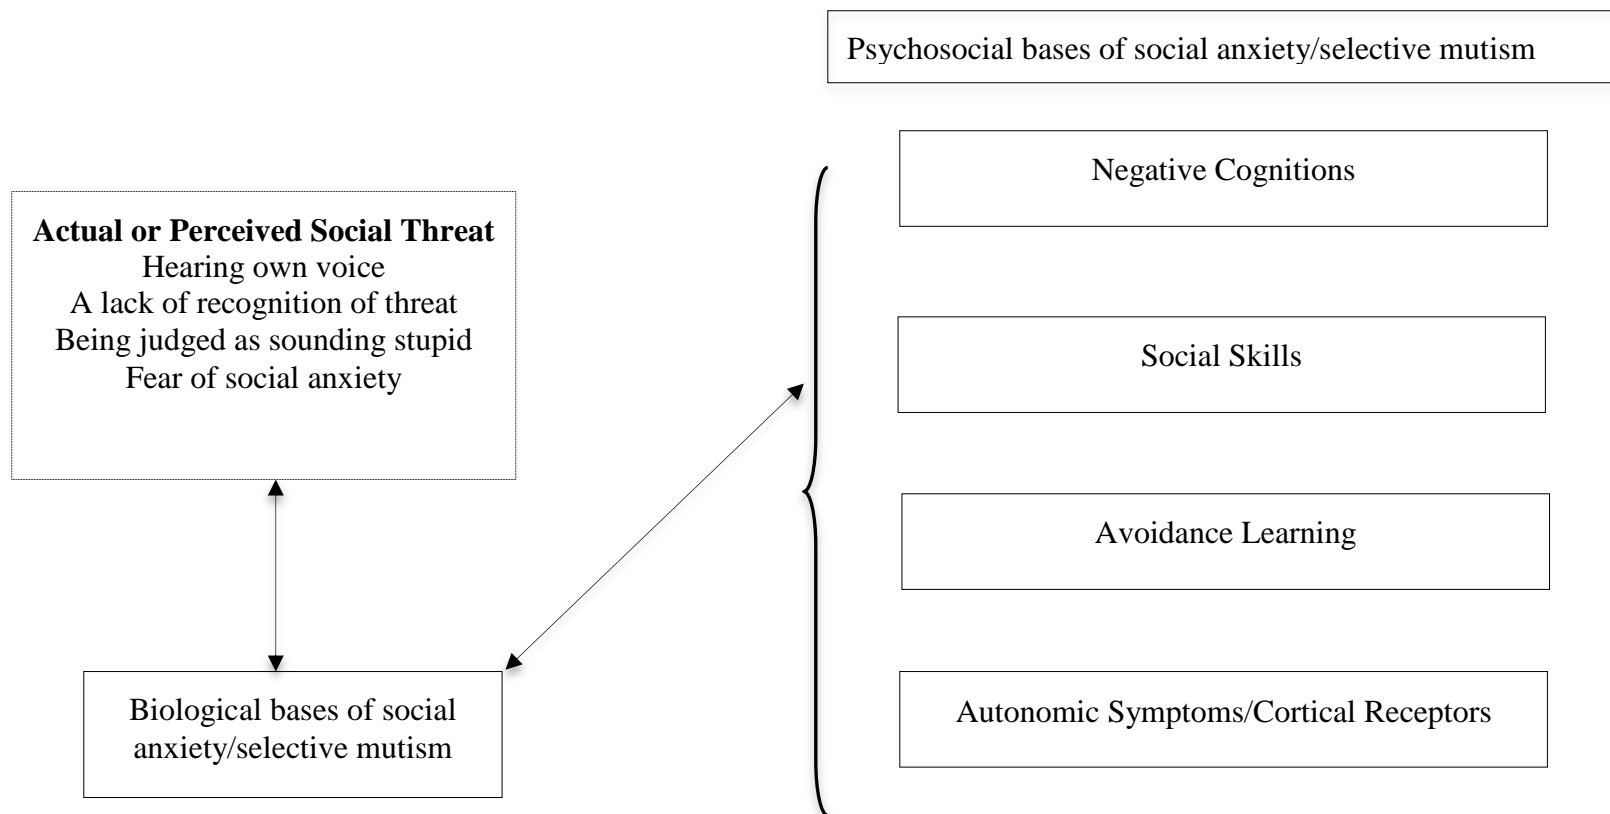 Psychosocial bases of social anxiety/selective mutism
Negative Cognitions
Actual or Perceived Social Threat
Hearing own voice
A lack of recognition of threat
Being judged as sounding stupid
Fear of social anxiety
Social Skills
Avoidance Learning
Biological bases of social
anxiety/selective mutism
Autonomic Symptoms/Cortical Receptors